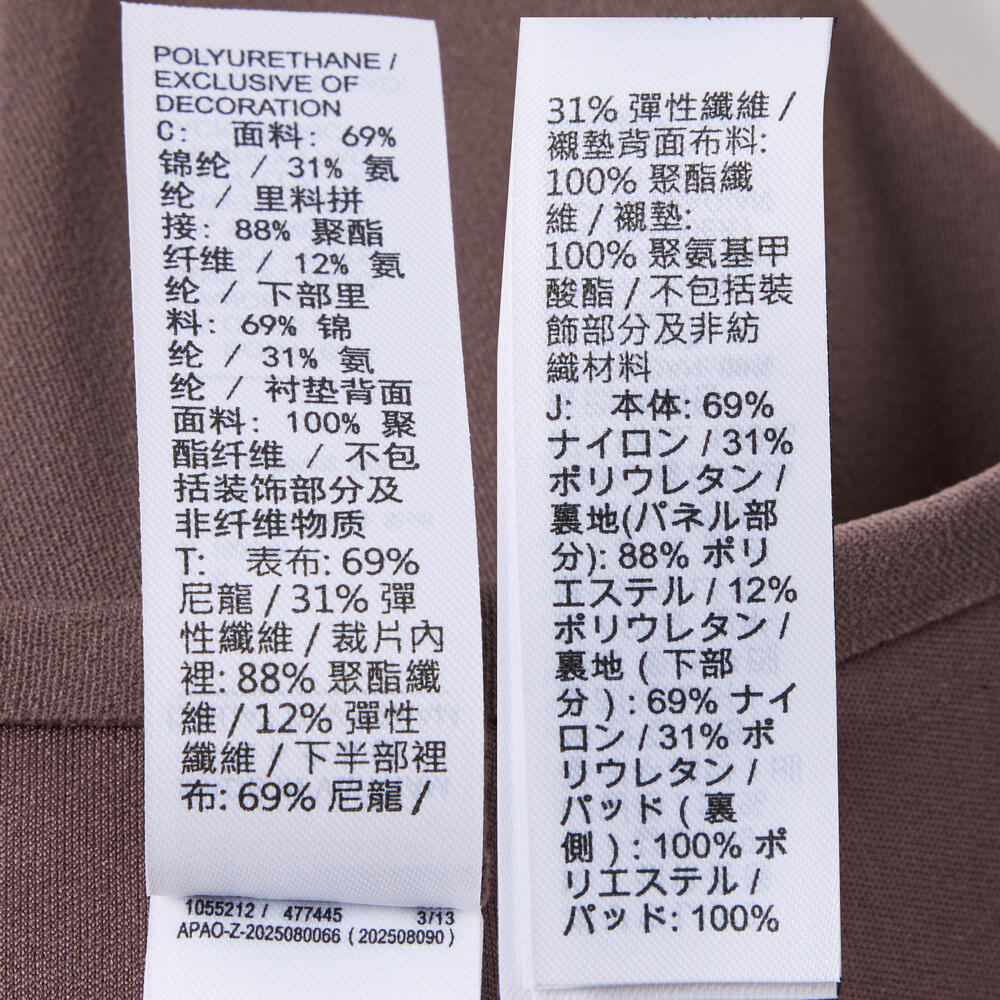 POLYURETHANE /
EXCLUSIVE OF
DECORATION
C: 面料: 69%
锦纶 / 31% 氨
纶 / 里料拼
接: 88% 聚酯
纤维 / 12% 氨
纶 / 下部里
料: 69% 锦
纶 / 31% 氨
纶 / 衬垫背面
面料: 100% 聚
酯纤维 / 不包
括装饰部分及
非纤维物质
T: 表布: 69%
尼龍 / 31% 彈
性纖維 / 裁片內
裡: 88% 聚酯纖
維 / 12% 彈性
纖維 / 下半部裡
布: 69% 尼龍 /
1055212 / 477445 3/13
APAO-Z-2025080066 ( 202508090 )
31% 彈性纖維 /
襯墊背面布料:
100% 聚酯纖
維 / 襯墊:
100% 聚氨基甲
酸酯 / 不包括裝
飾部分及非紡
織材料
J: 本体: 69%
ナイロン / 31%
ポリウレタン /
裏地(パネル部
分): 88% ポリ
エステル / 12%
ポリウレタン /
裏地 ( 下部
分 ) : 69% ナイ
ロン / 31% ポ
リウレタン /
パッド ( 裏
側 ) : 100% ポ
リエステル /
パッド: 100%